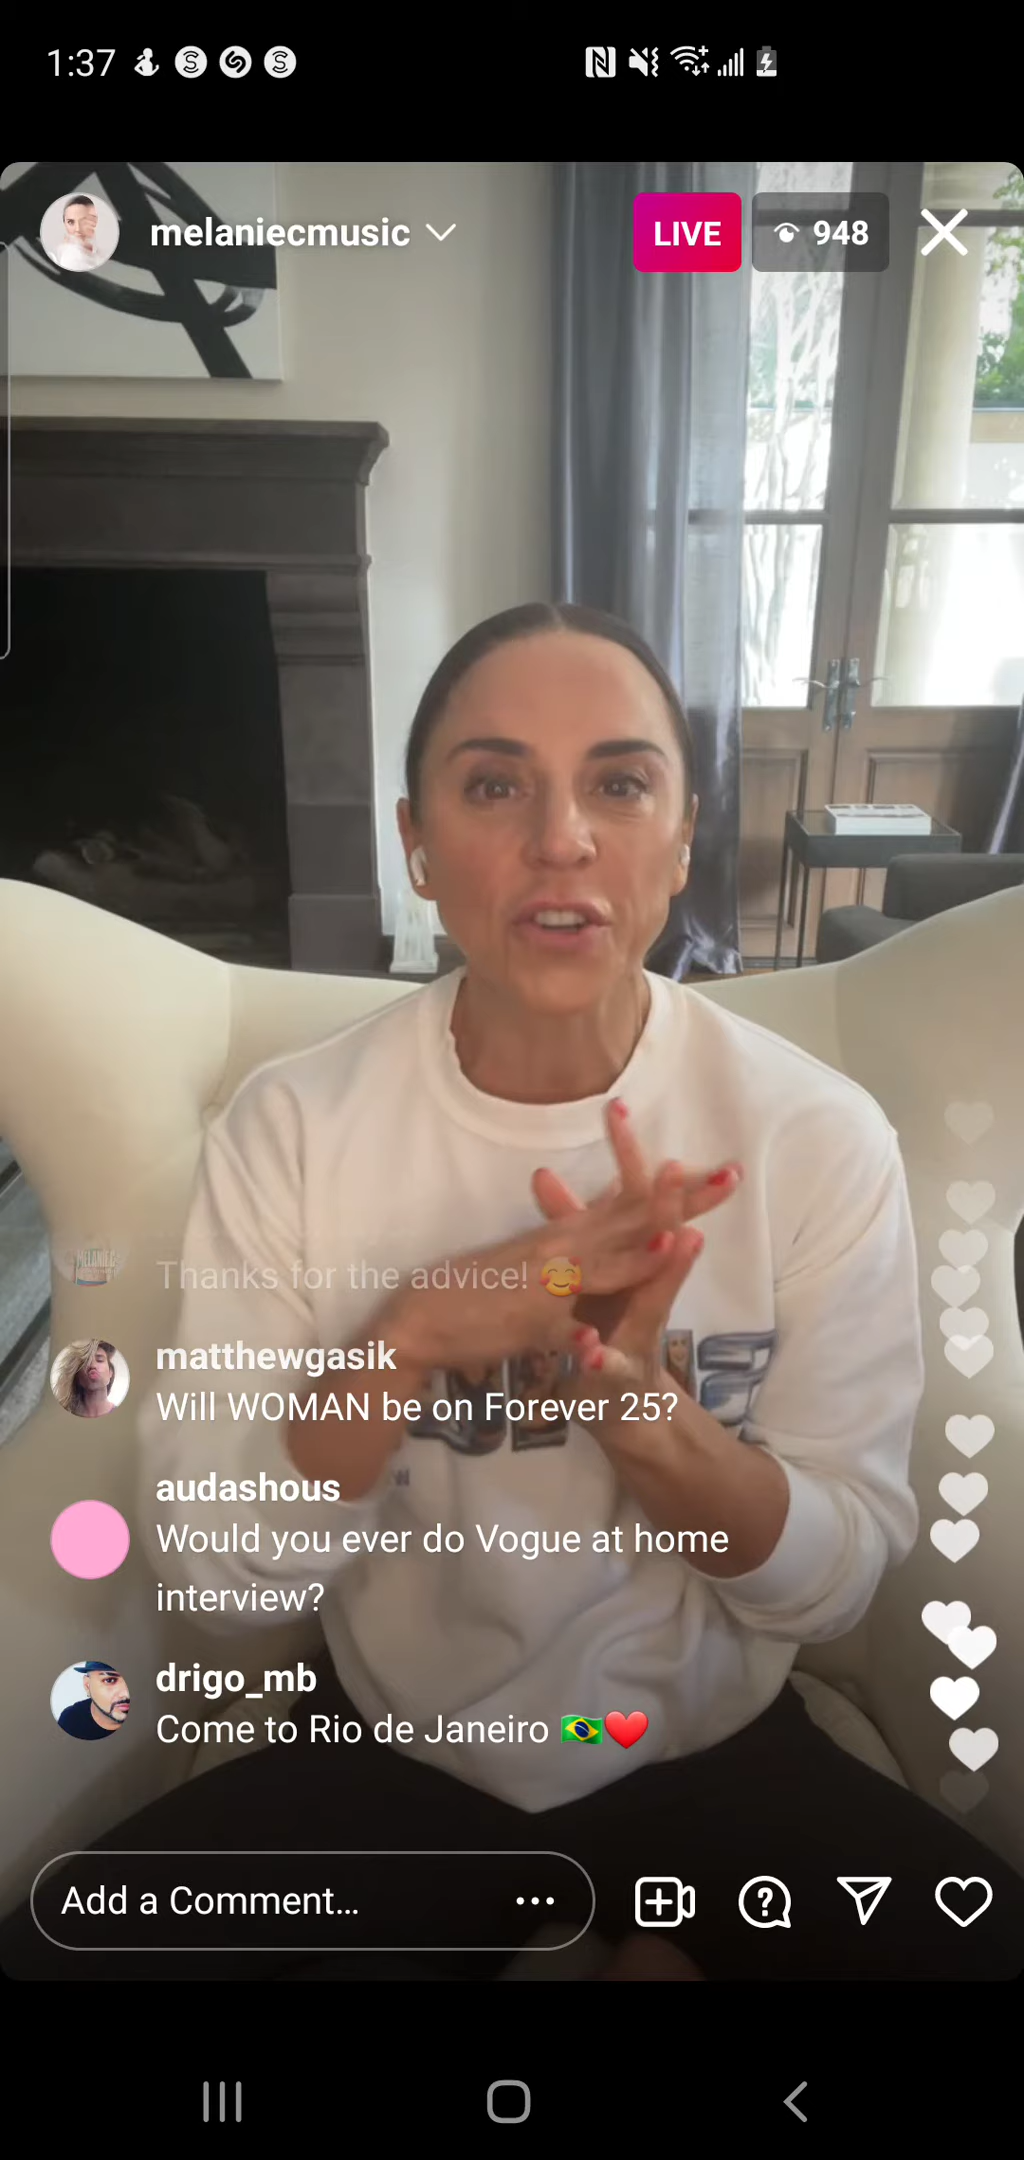 1:37
melaniecmusic
LIVE
948
Thanks for the advice! 🥰
matthewgasik
Will WOMAN be on Forever 25?
audashous
Would you ever do Vogue at home
interview?
drigo_mb
Come to Rio de Janeiro 🇧🇷❤️
Add a Comment...